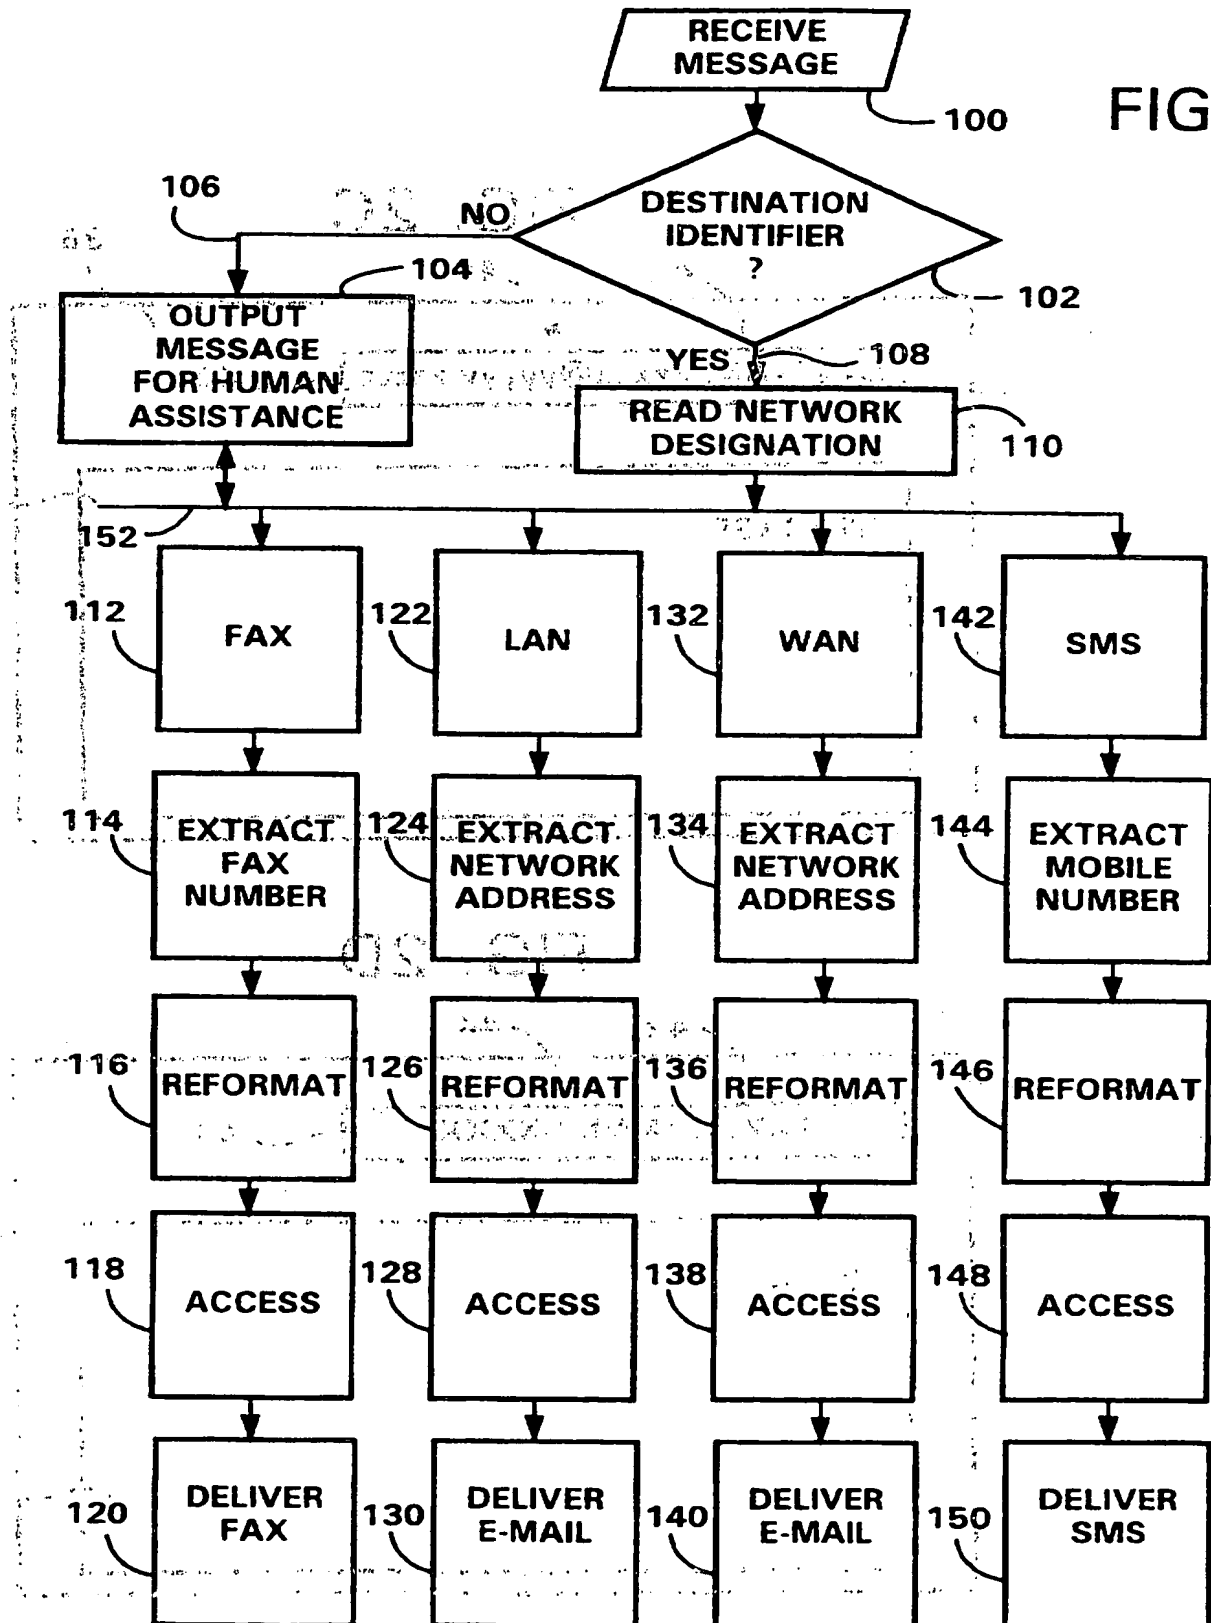 RECEIVE
MESSAGE
100
FIG
106
NO
DESTINATION
IDENTIFIER
?
102
104
OUTPUT
MESSAGE
FOR HUMAN
ASSISTANCE
YES
108
READ NETWORK
DESIGNATION
110
152
112
FAX
122
LAN
132
WAN
142
SMS
114
EXTRACT
FAX
NUMBER
124
EXTRACT
NETWORK
ADDRESS
134
EXTRACT
NETWORK
ADDRESS
144
EXTRACT
MOBILE
NUMBER
116
REFORMAT
126
REFORMAT
136
REFORMAT
146
REFORMAT
118
ACCESS
128
ACCESS
138
ACCESS
148
ACCESS
120
DELIVER
FAX
130
DELIVER
E-MAIL
140
DELIVER
E-MAIL
150
DELIVER
SMS